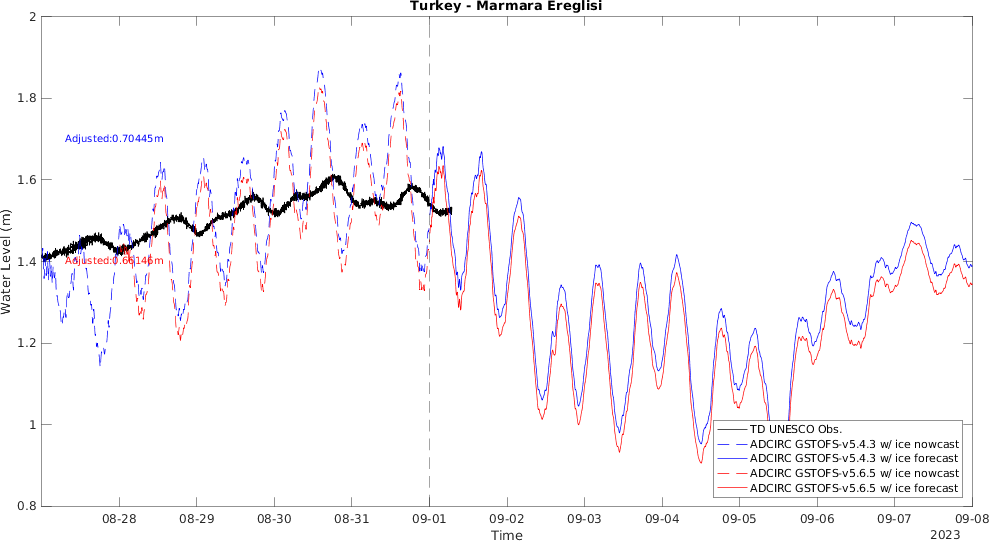 Turkey - Marmara Ereglisi
2
1.8
1.6
1.4
1.2
1
0.8
Water Level (m)
Adjusted:0.70445m
Adjusted:0.66146m
TD UNESCO Obs.
ADCIRC GSTOFS-v5.4.3 w/ ice nowcast
ADCIRC GSTOFS-v5.4.3 w/ ice forecast
ADCIRC GSTOFS-v5.6.5 w/ ice nowcast
ADCIRC GSTOFS-v5.6.5 w/ ice forecast
08-28 08-29 08-30 08-31 09-01 09-02 09-03 09-04 09-05 09-06 09-07 09-08
Time
2023